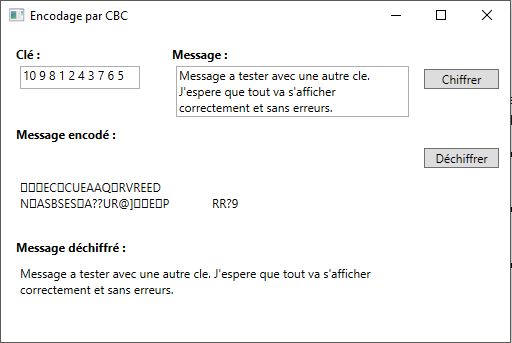 Encodage par CBC
Clé :
Message :
10 9 8 1 2 4 3 7 6 5
Message a tester avec une autre cle.
J'espere que tout va s'afficher
correctement et sans erreurs.
Chiffrer
Message encodé :
Déchiffrer
▯▯▯EC▯CUEAAQ▯RVREED
N▯ASBSES▯A??UR@]▯▯E▯P RR?9
Message déchiffré :
Message a tester avec une autre cle. J'espere que tout va s'afficher
correctement et sans erreurs.